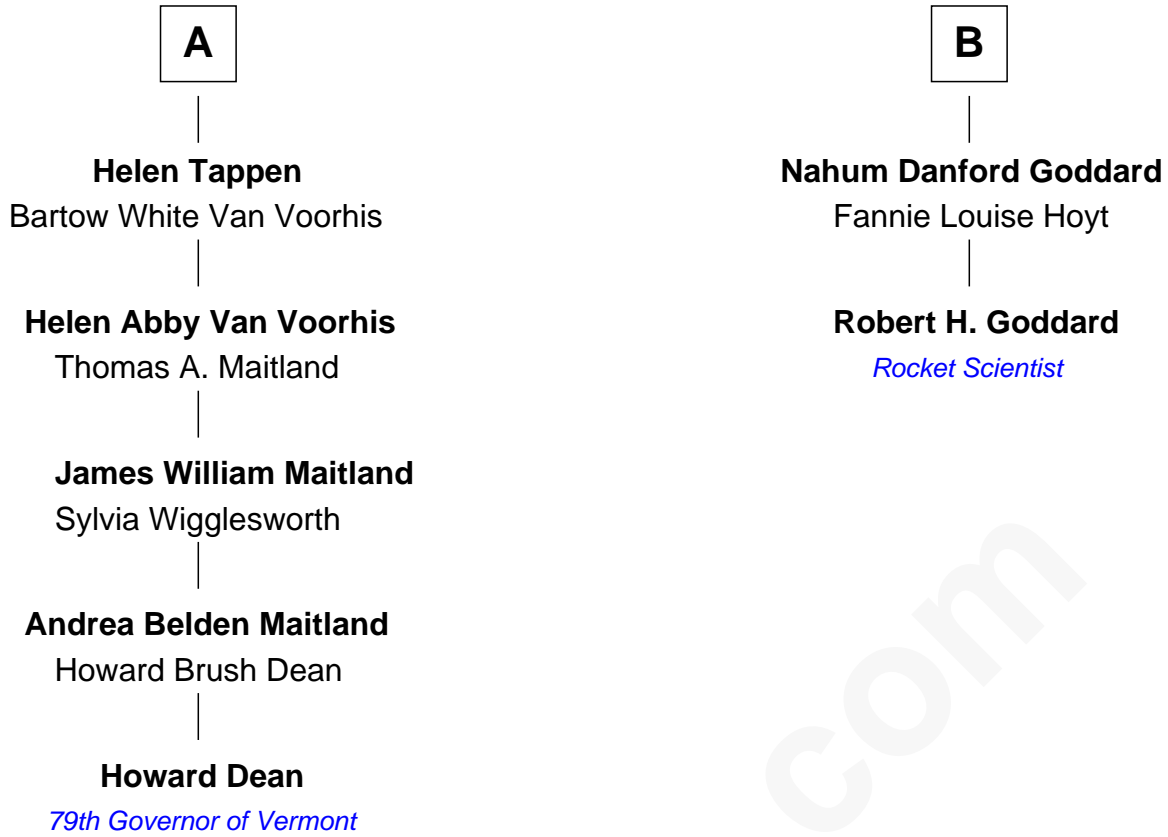 A
Helen Tappen
Bartow White Van Voorhis
Helen Abby Van Voorhis
Thomas A. Maitland
James William Maitland
Sylvia Wigglesworth
Andrea Belden Maitland
Howard Brush Dean
Howard Dean
79th Governor of Vermont
B
Nahum Danford Goddard
Fannie Louise Hoyt
Robert H. Goddard
Rocket Scientist
com